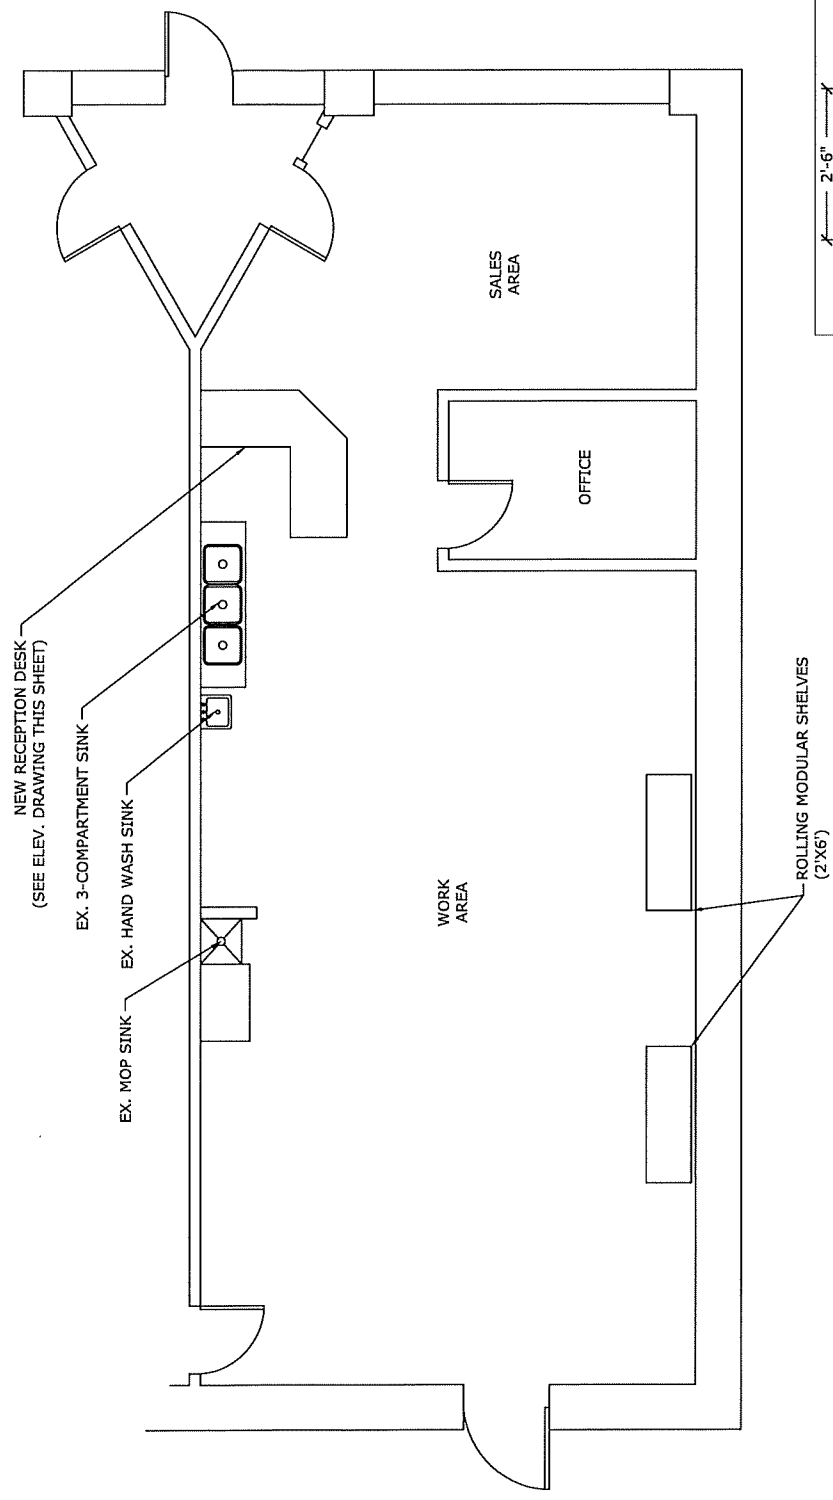 NEW RECEPTION DESK
(SEE ELEV. DRAWING THIS SHEET)
EX. 3-COMPARTMENT SINK
EX. HAND WASH SINK
EX. MOP SINK
SALES
AREA
OFFICE
WORK
AREA
ROLLING MODULAR SHELVES
(2'X6')
2'-6"